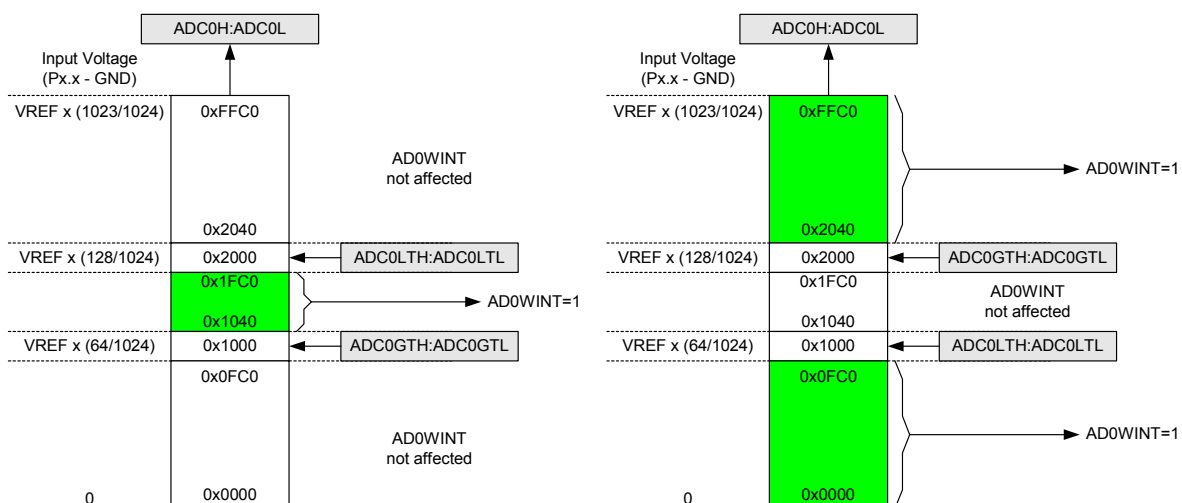 ADC0H:ADC0L
Input Voltage
(Px.x - GND)
VREF x (1023/1024)
0xFFC0
AD0WINT
not affected
0x2040
VREF x (128/1024)
0x2000
ADC0LTH:ADC0LTL
0x1FC0
AD0WINT=1
0x1040
VREF x (64/1024)
0x1000
ADC0GTH:ADC0GTL
0x0FC0
AD0WINT
not affected
0
0x0000
ADC0H:ADC0L
Input Voltage
(Px.x - GND)
VREF x (1023/1024)
0xFFC0
AD0WINT=1
0x2040
VREF x (128/1024)
0x2000
ADC0GTH:ADC0GTL
0x1FC0
AD0WINT
not affected
0x1040
VREF x (64/1024)
0x1000
ADC0LTH:ADC0LTL
0x0FC0
AD0WINT=1
0
0x0000